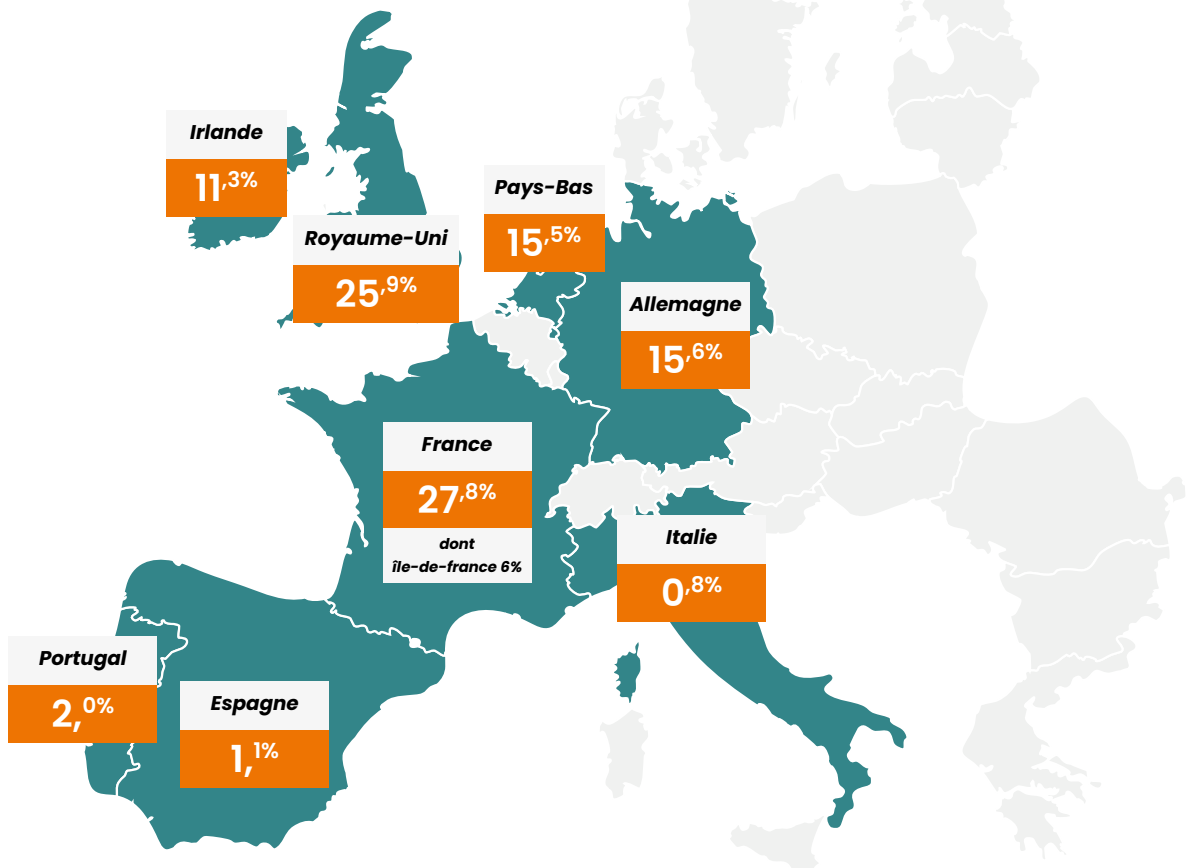 Irlande
11,3%
Royaume-Uni
25,9%
Pays-Bas
15,5%
Allemagne
15,6%
France
27,8%
dont
île-de-france 6%
Italie
0,8%
Portugal
2,0%
Espagne
1,1%